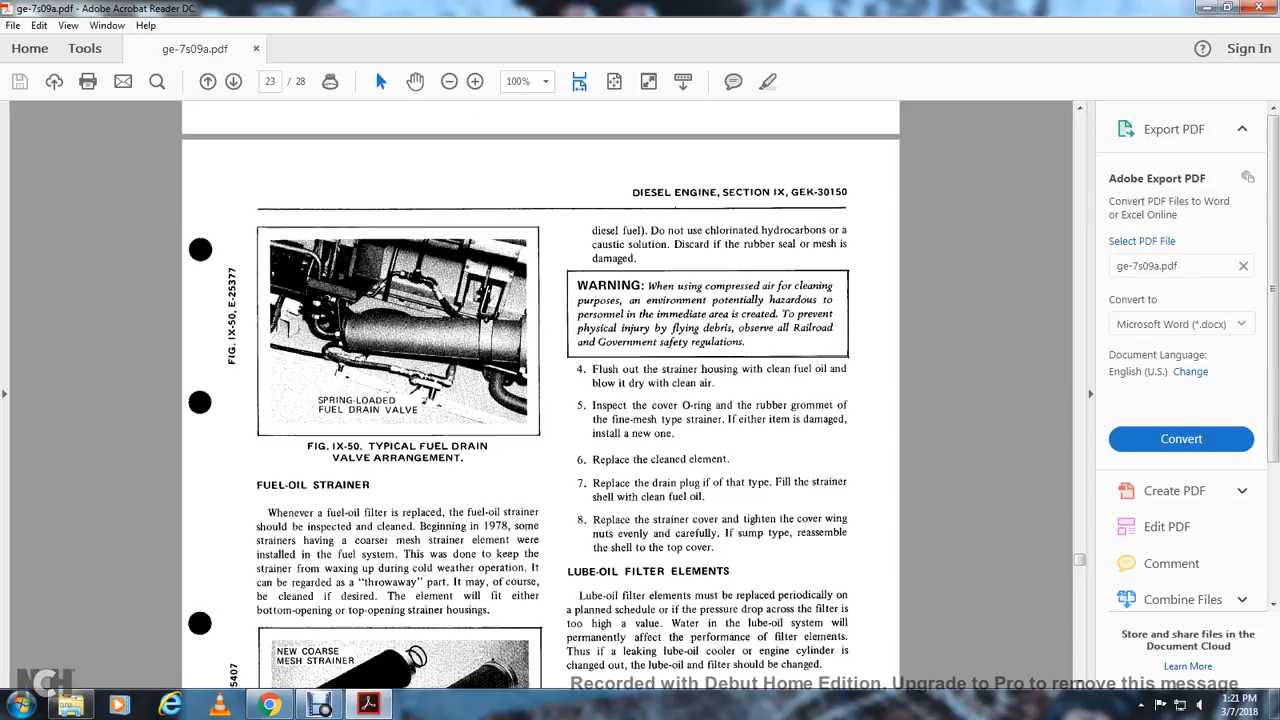 ge-7s09a.pdf - Adobe Acrobat Reader DC
File Edit View Window Help
Home Tools ge-7s09a.pdf × Sign In
23 / 28 100%
DIESEL ENGINE, SECTION IX, GEK-30150
FIG. IX-50, E-25377
SPRING-LOADED
FUEL DRAIN VALVE
FIG. IX-50. TYPICAL FUEL DRAIN
VALVE ARRANGEMENT.
FUEL-OIL STRAINER
Whenever a fuel-oil filter is replaced, the fuel-oil strainer
should be inspected and cleaned. Beginning in 1978, some
strainers having a coarser mesh strainer element were
installed in the fuel system. This was done to keep the
strainer from waxing up during cold weather operation. It
can be regarded as a "throwaway" part. It may, of course,
be cleaned if desired. The element will fit either
bottom-opening or top-opening strainer housings.
NEW COARSE
MESH STRAINER
5407
diesel fuel). Do not use chlorinated hydrocarbons or a
caustic solution. Discard if the rubber seal or mesh is
damaged.
WARNING: When using compressed air for cleaning
purposes, an environment potentially hazardous to
personnel in the immediate area is created. To prevent
physical injury by flying debris, observe all Railroad
and Government safety regulations.
4. Flush out the strainer housing with clean fuel oil and
blow it dry with clean air.
5. Inspect the cover O-ring and the rubber grommet of
the fine-mesh type strainer. If either item is damaged,
install a new one.
6. Replace the cleaned element.
7. Replace the drain plug if of that type. Fill the strainer
shell with clean fuel oil.
8. Replace the strainer cover and tighten the cover wing
nuts evenly and carefully. If sump type, reassemble
the shell to the top cover.
LUBE-OIL FILTER ELEMENTS
Lube-oil filter elements must be replaced periodically on
a planned schedule or if the pressure drop across the filter is
too high a value. Water in the lube-oil system will
permanently affect the performance of filter elements.
Thus if a leaking lube-oil cooler or engine cylinder is
changed out, the lube-oil and filter should be changed.
Export PDF
Adobe Export PDF
Convert PDF Files to Word
or Excel Online
Select PDF File
ge-7s09a.pdf
Convert to
Microsoft Word (*.docx)
Document Language:
English (U.S.) Change
Convert
Create PDF
Edit PDF
Comment
Combine Files
Store and share files in the
Document Cloud
Learn More
NCH
Recorded with Debut Home Edition. Upgrade to Pro to remove this message
1:21 PM
3/7/2018